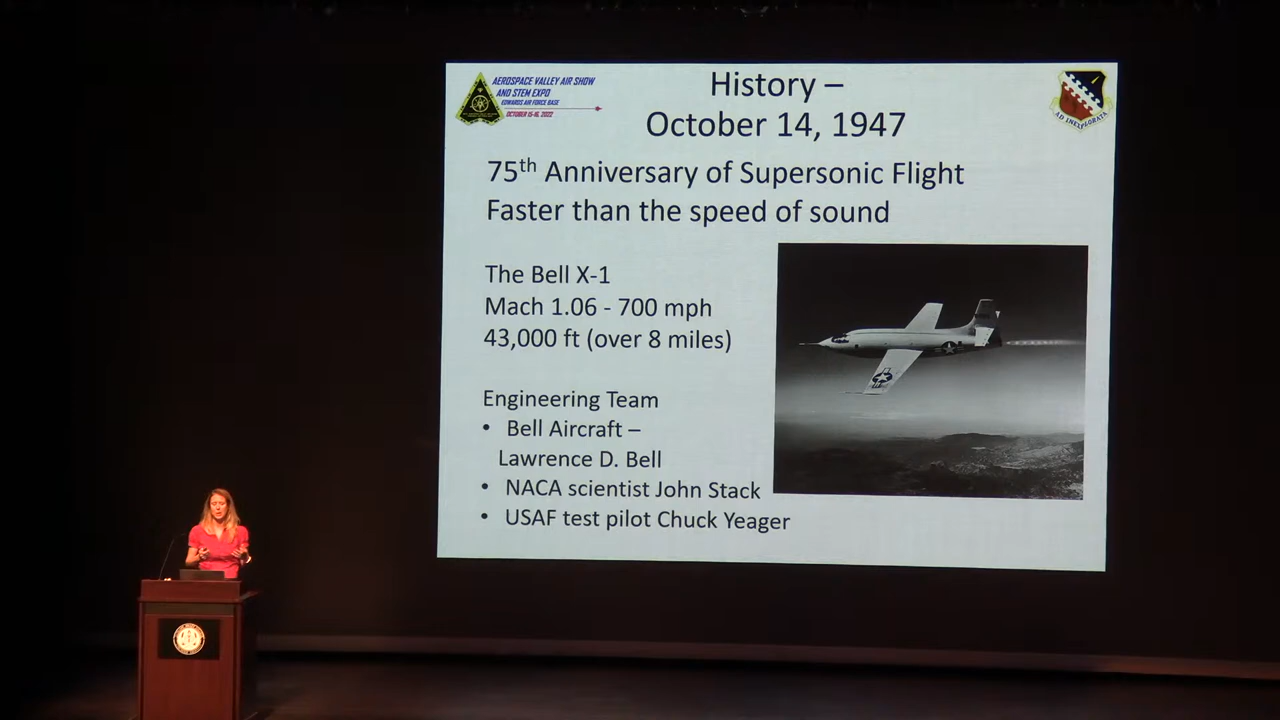 AEROSPACE VALLEY AIR SHOW
AND STEM EXPO
EDWARDS AIR FORCE BASE
OCTOBER 15-16, 2022
History –
October 14, 1947
AD INEXPLORATA
75th Anniversary of Supersonic Flight
Faster than the speed of sound
The Bell X-1
Mach 1.06 - 700 mph
43,000 ft (over 8 miles)
Engineering Team
• Bell Aircraft –
Lawrence D. Bell
• NACA scientist John Stack
• USAF test pilot Chuck Yeager